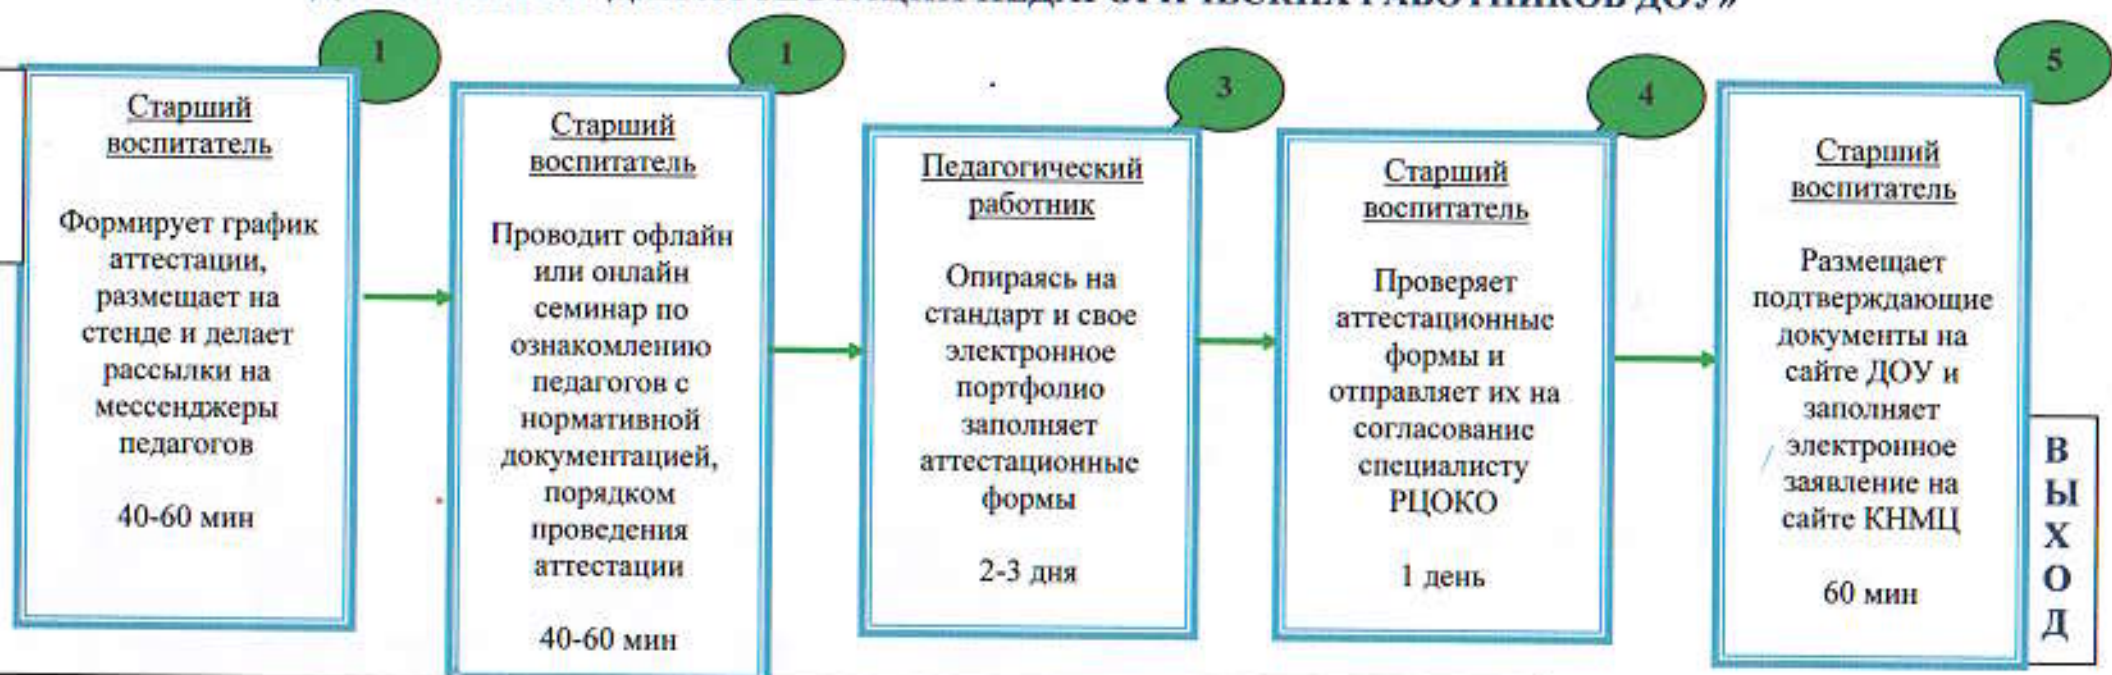 РАБОТНИКОВ ДОУ»
1
Старший
воспитатель
Формирует график
аттестации,
размещает на
стенде и делает
рассылки на
мессенджеры
педагогов
40-60 мин
1
Старший
воспитатель
Проводит офлайн
или онлайн
семинар по
ознакомлению
педагогов с
нормативной
документацией,
порядком
проведения
аттестации
40-60 мин
3
Педагогический
работник
Опираясь на
стандарт и свое
электронное
портфолио
заполняет
аттестационные
формы
2-3 дня
4
Старший
воспитатель
Проверяет
аттестационные
формы и
отправляет их на
согласование
специалисту
РЦОКО
1 день
5
Старший
воспитатель
Размещает
подтверждающие
документы на
сайте ДОУ и
заполняет
электронное
заявление на
сайте КНМЦ
60 мин
ВЫХОД